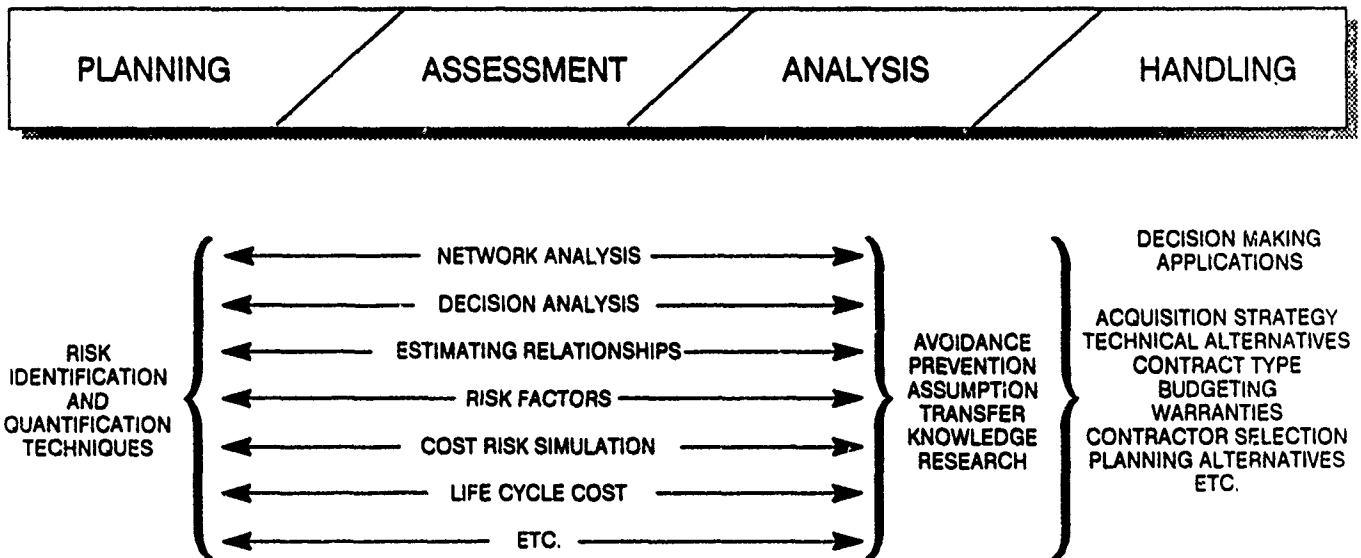 PLANNING
ASSESSMENT
ANALYSIS
HANDLING
RISK
IDENTIFICATION
AND
QUANTIFICATION
TECHNIQUES
NETWORK ANALYSIS
DECISION ANALYSIS
ESTIMATING RELATIONSHIPS
RISK FACTORS
COST RISK SIMULATION
LIFE CYCLE COST
ETC.
AVOIDANCE
PREVENTION
ASSUMPTION
TRANSFER
KNOWLEDGE
RESEARCH
DECISION MAKING
APPLICATIONS
ACQUISITION STRATEGY
TECHNICAL ALTERNATIVES
CONTRACT TYPE
BUDGETING
WARRANTIES
CONTRACTOR SELECTION
PLANNING ALTERNATIVES
ETC.